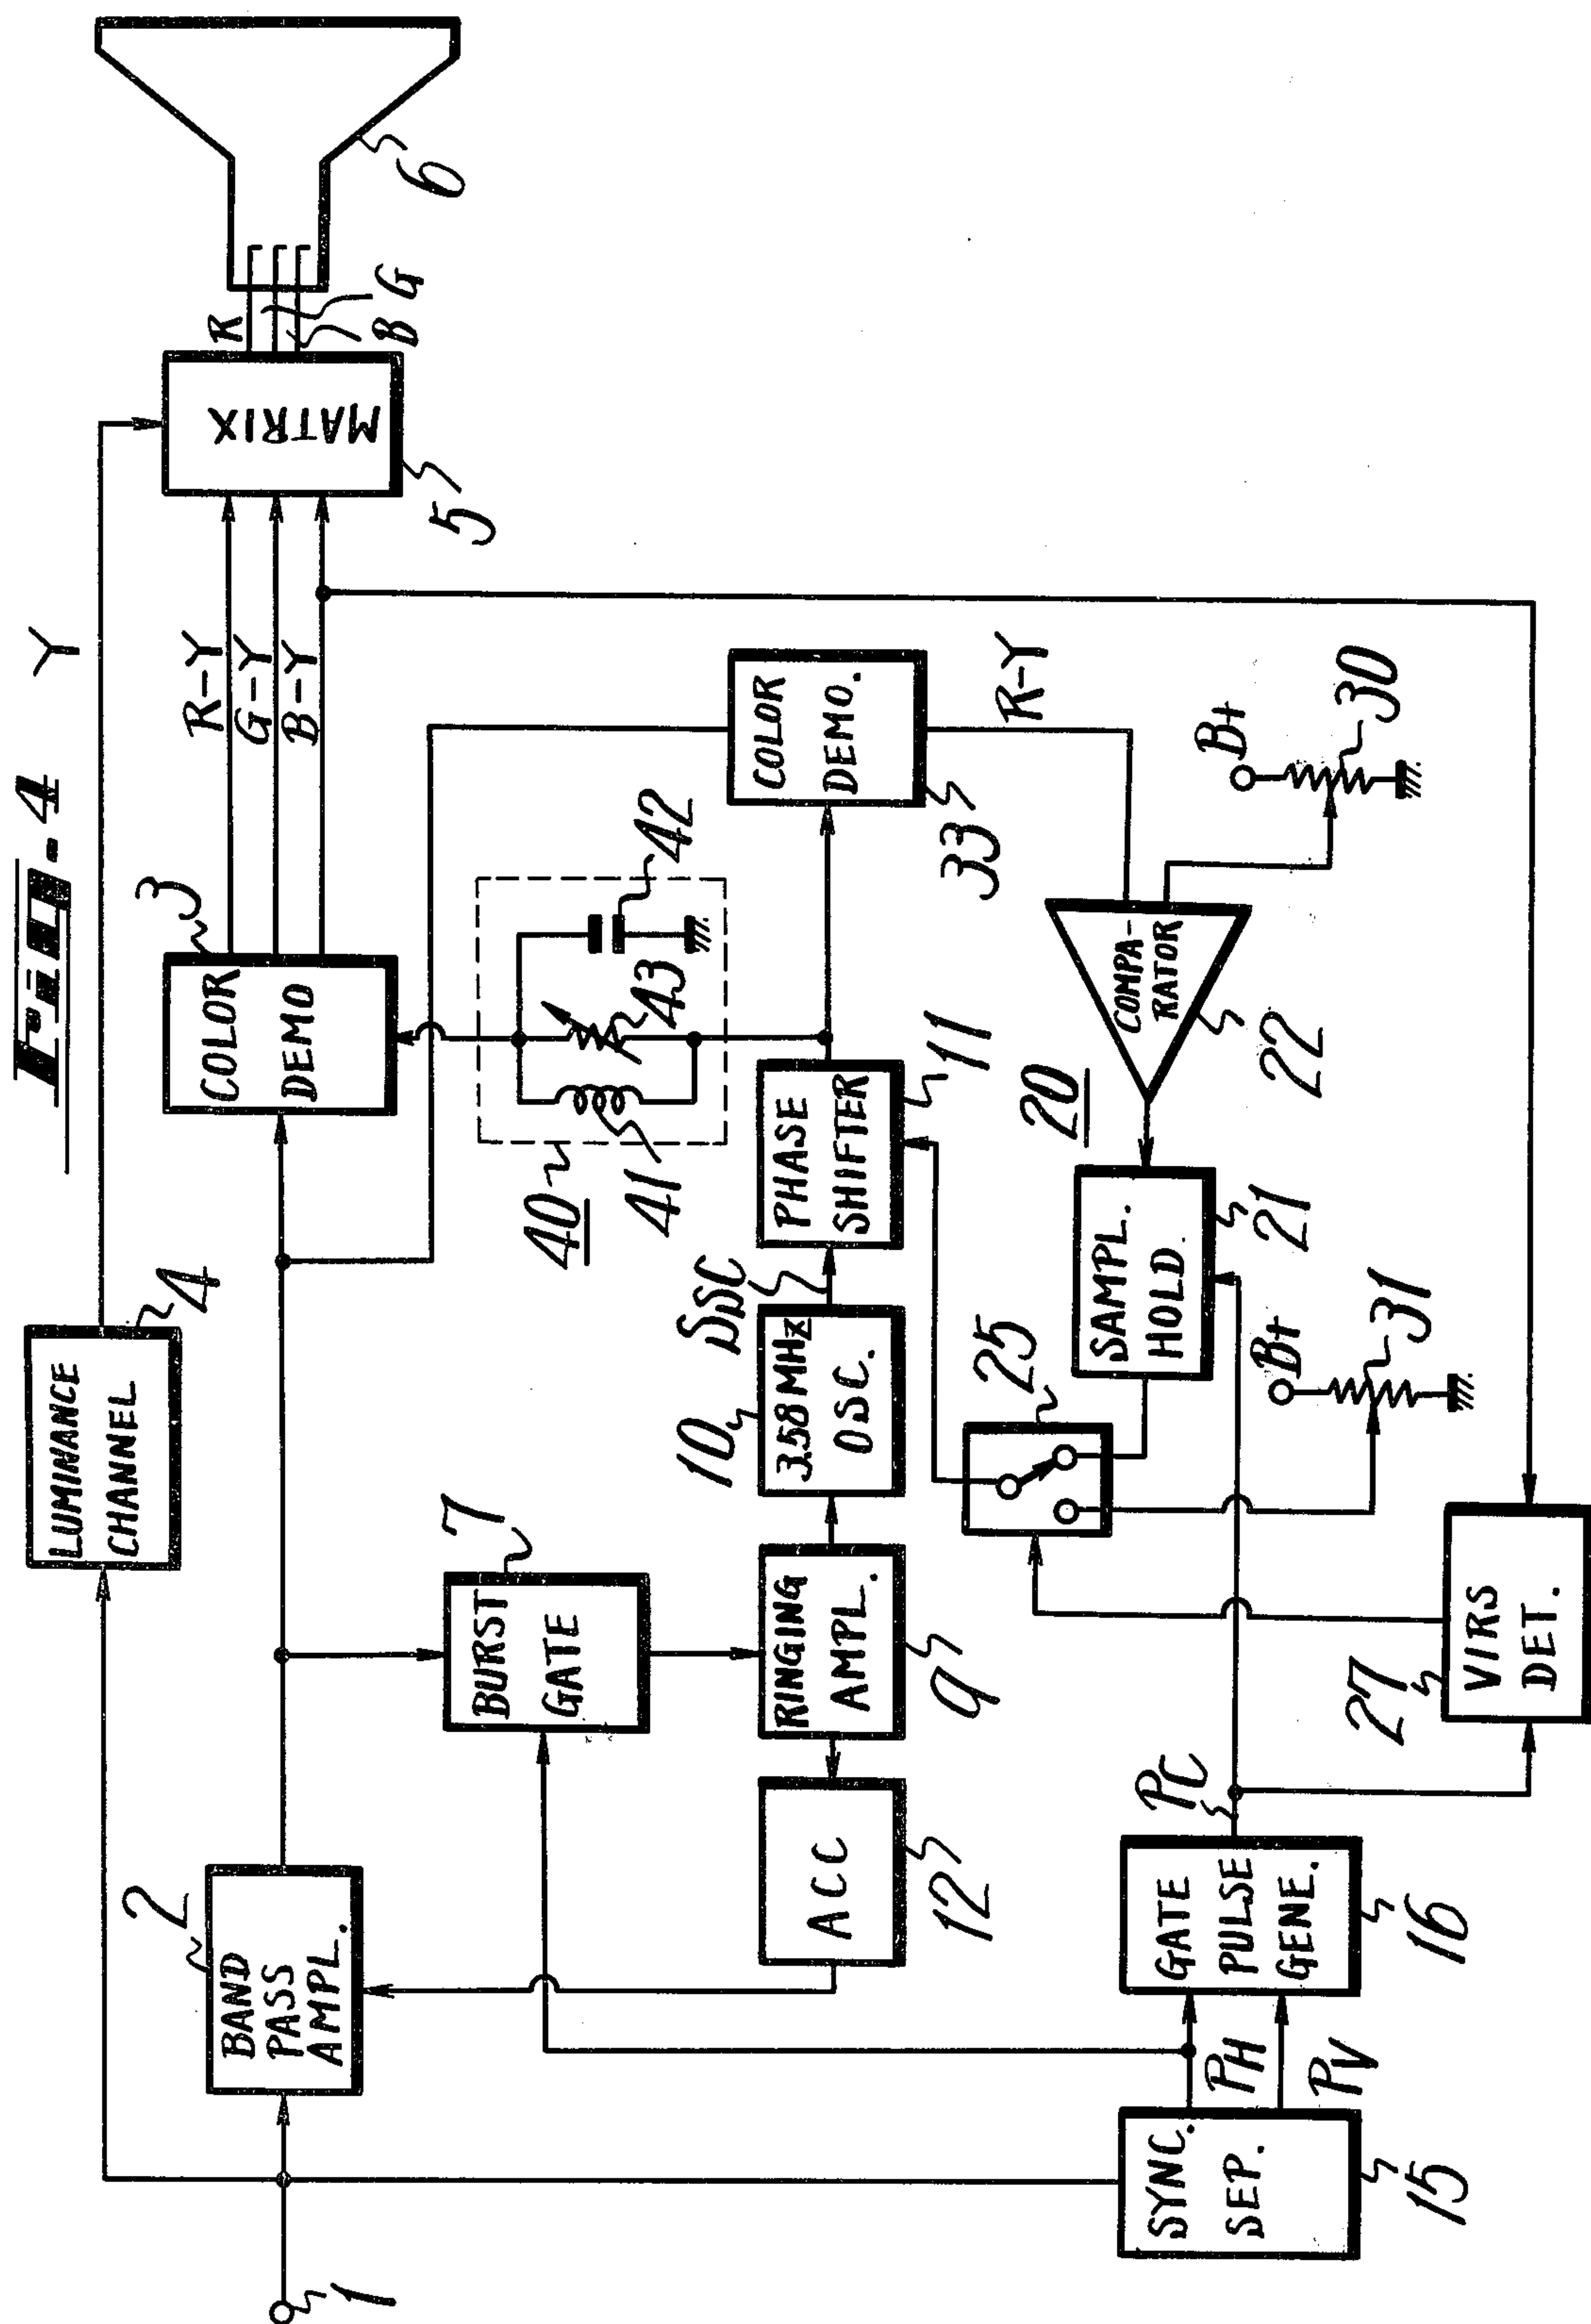 Fig. 4
1
2
BAND
PASS
AMPL.
LUMINANCE
CHANNEL
4
Y
3
COLOR
DEMO
R-Y
G-Y
B-Y
MATRIX
5
R
G
B
6
7
BURST
GATE
RINGING
AMPL.
9
ACC
12
10
3.58 MHz
OSC.
SSC
PHASE
SHIFTER
11
40
41
42
43
COLOR
DEMO.
33
R-Y
COMPA-
RATOR
22
B+
30
20
SAMPL.
HOLD.
21
25
B+
31
SYNC.
SEP.
15
PH
PV
GATE
PULSE
GENE.
16
PC
VIRS
DET.
27